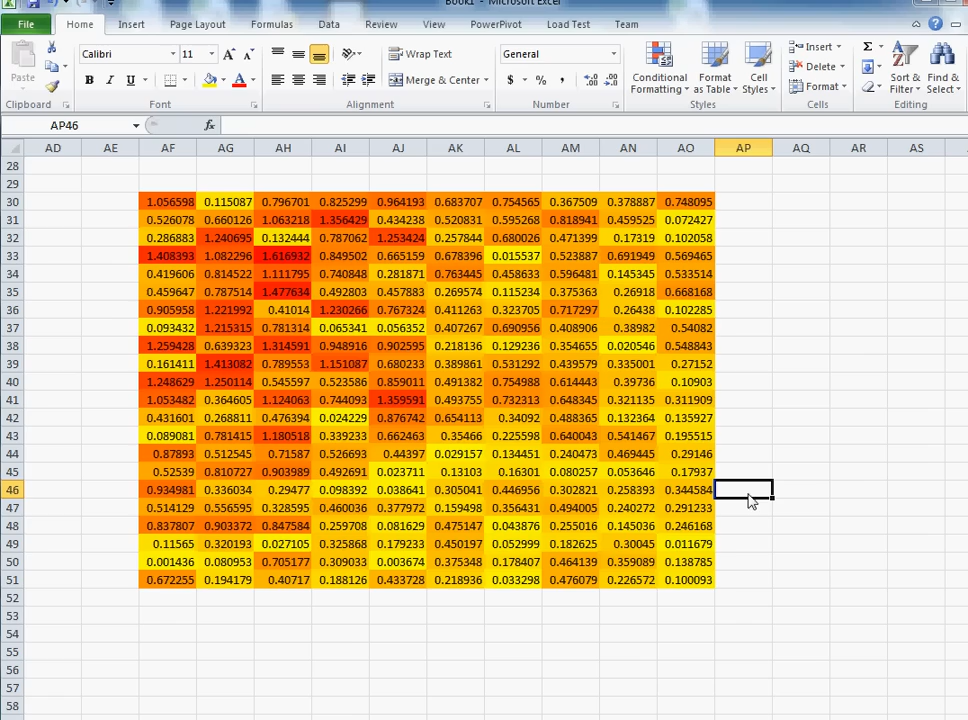 Book1 - Microsoft Excel
File Home Insert Page Layout Formulas Data Review View PowerPivot Load Test Team
Calibri 11 Wrap Text General Insert Σ
Paste B I U A Merge & Center $ % , Conditional Formatting Format as Table Cell Styles Delete Format Sort & Filter Find & Select
Clipboard Font Alignment Number Styles Cells Editing
AP46 fx
AD AE AF AG AH AI AJ AK AL AM AN AO AP AQ AR AS
28
29
30 1.056598 0.115087 0.796701 0.825299 0.964193 0.683707 0.754565 0.367509 0.378887 0.748095
31 0.526078 0.660126 1.063218 1.356429 0.434238 0.520831 0.595268 0.818941 0.459525 0.072427
32 0.286883 1.240695 0.132444 0.787062 1.253424 0.257844 0.680026 0.471399 0.17319 0.102058
33 1.408393 1.082296 1.616932 0.849502 0.665159 0.678396 0.015537 0.523887 0.691949 0.569465
34 0.419606 0.814522 1.111795 0.740848 0.281871 0.763445 0.458633 0.596481 0.145345 0.533514
35 0.459647 0.787514 1.477634 0.492803 0.457883 0.269574 0.115234 0.375363 0.26918 0.668168
36 0.905958 1.221992 0.41014 1.230266 0.767324 0.411263 0.323705 0.717297 0.26438 0.102285
37 0.093432 1.215315 0.781314 0.065341 0.056352 0.407267 0.690956 0.408906 0.38982 0.54082
38 1.259428 0.639323 1.314591 0.948916 0.902595 0.218136 0.129236 0.354655 0.020546 0.548843
39 0.161411 1.413082 0.789553 1.151087 0.680233 0.389861 0.531292 0.439579 0.335001 0.27152
40 1.248629 1.250114 0.545597 0.523586 0.859011 0.491382 0.754988 0.614443 0.39736 0.10903
41 1.053482 0.364605 1.124063 0.744093 1.359591 0.493755 0.732313 0.648345 0.321135 0.311909
42 0.431601 0.268811 0.476394 0.024229 0.876742 0.654113 0.34092 0.488365 0.132364 0.135927
43 0.089081 0.781415 1.180518 0.339233 0.662463 0.35466 0.225598 0.640043 0.541467 0.195515
44 0.87893 0.512545 0.71587 0.526693 0.44397 0.029157 0.134451 0.240473 0.469445 0.29146
45 0.52539 0.810727 0.903989 0.492691 0.023711 0.13103 0.16301 0.080257 0.053646 0.17937
46 0.934981 0.336034 0.29477 0.098392 0.038641 0.305041 0.446956 0.302821 0.258393 0.344584
47 0.514129 0.556595 0.328595 0.460036 0.377972 0.159498 0.356431 0.494005 0.240272 0.291233
48 0.837807 0.903372 0.847584 0.259708 0.081629 0.475147 0.043876 0.255016 0.145036 0.246168
49 0.11565 0.320193 0.027105 0.325868 0.179233 0.450197 0.052999 0.182625 0.30045 0.011679
50 0.001436 0.080953 0.705177 0.309033 0.003674 0.375348 0.178407 0.464139 0.359089 0.138785
51 0.672255 0.194179 0.40717 0.188126 0.433728 0.218936 0.033298 0.476079 0.226572 0.100093
52
53
54
55
56
57
58